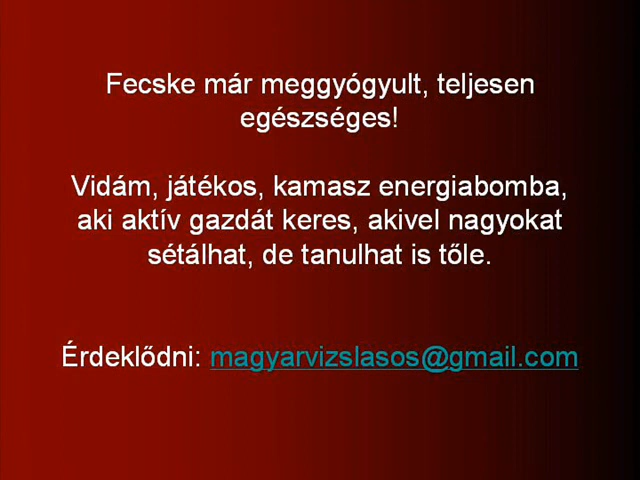 Fecske már meggyógyult, teljesen
egészséges!
Vidám, játékos, kamasz energiabomba,
aki aktív gazdát keres, akivel nagyokat
sétálhat, de tanulhat is tőle.
Érdeklődni: magyarvizslasos@gmail.com